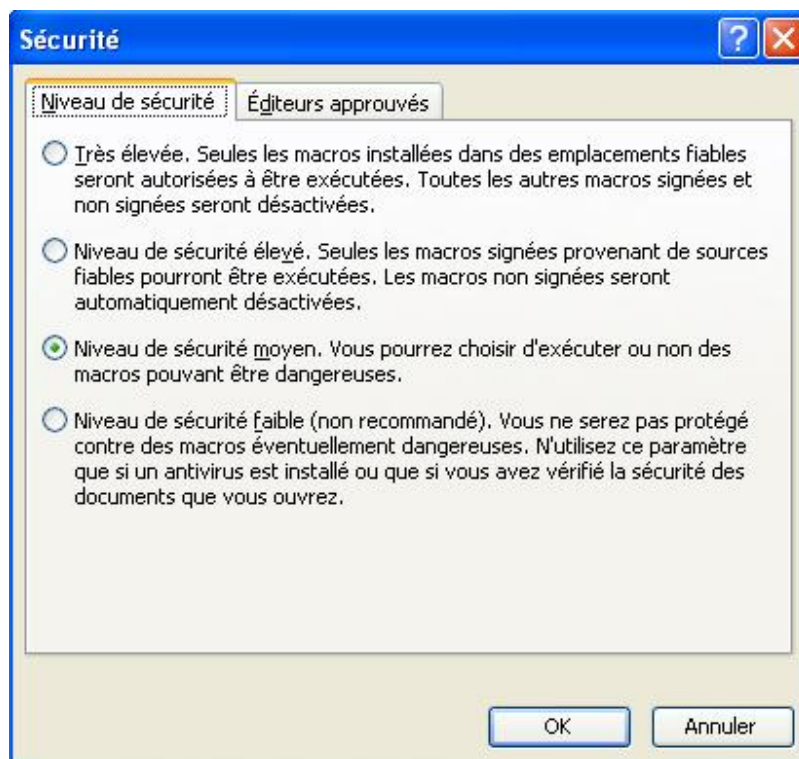 Sécurité
Niveau de sécurité
Éditeurs approuvés
Très élevée. Seules les macros installées dans des emplacements fiables
seront autorisées à être exécutées. Toutes les autres macros signées et
non signées seront désactivées.
Niveau de sécurité élevé. Seules les macros signées provenant de sources
fiables pourront être exécutées. Les macros non signées seront
automatiquement désactivées.
Niveau de sécurité moyen. Vous pourrez choisir d'exécuter ou non des
macros pouvant être dangereuses.
Niveau de sécurité faible (non recommandé). Vous ne serez pas protégé
contre des macros éventuellement dangereuses. N'utilisez ce paramètre
que si un antivirus est installé ou que si vous avez vérifié la sécurité des
documents que vous ouvrez.
OK
Annuler